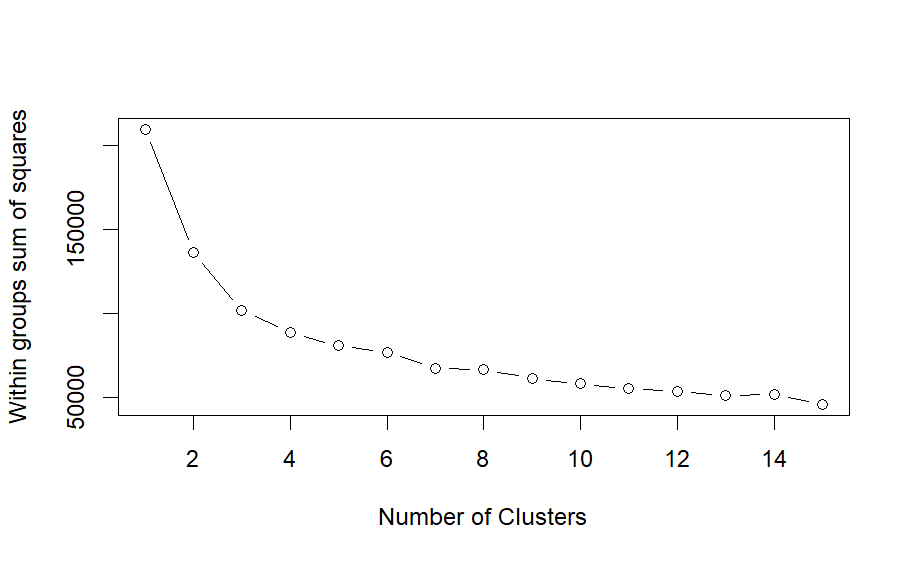 Within groups sum of squares
150000
50000
2 4 6 8 10 12 14
Number of Clusters